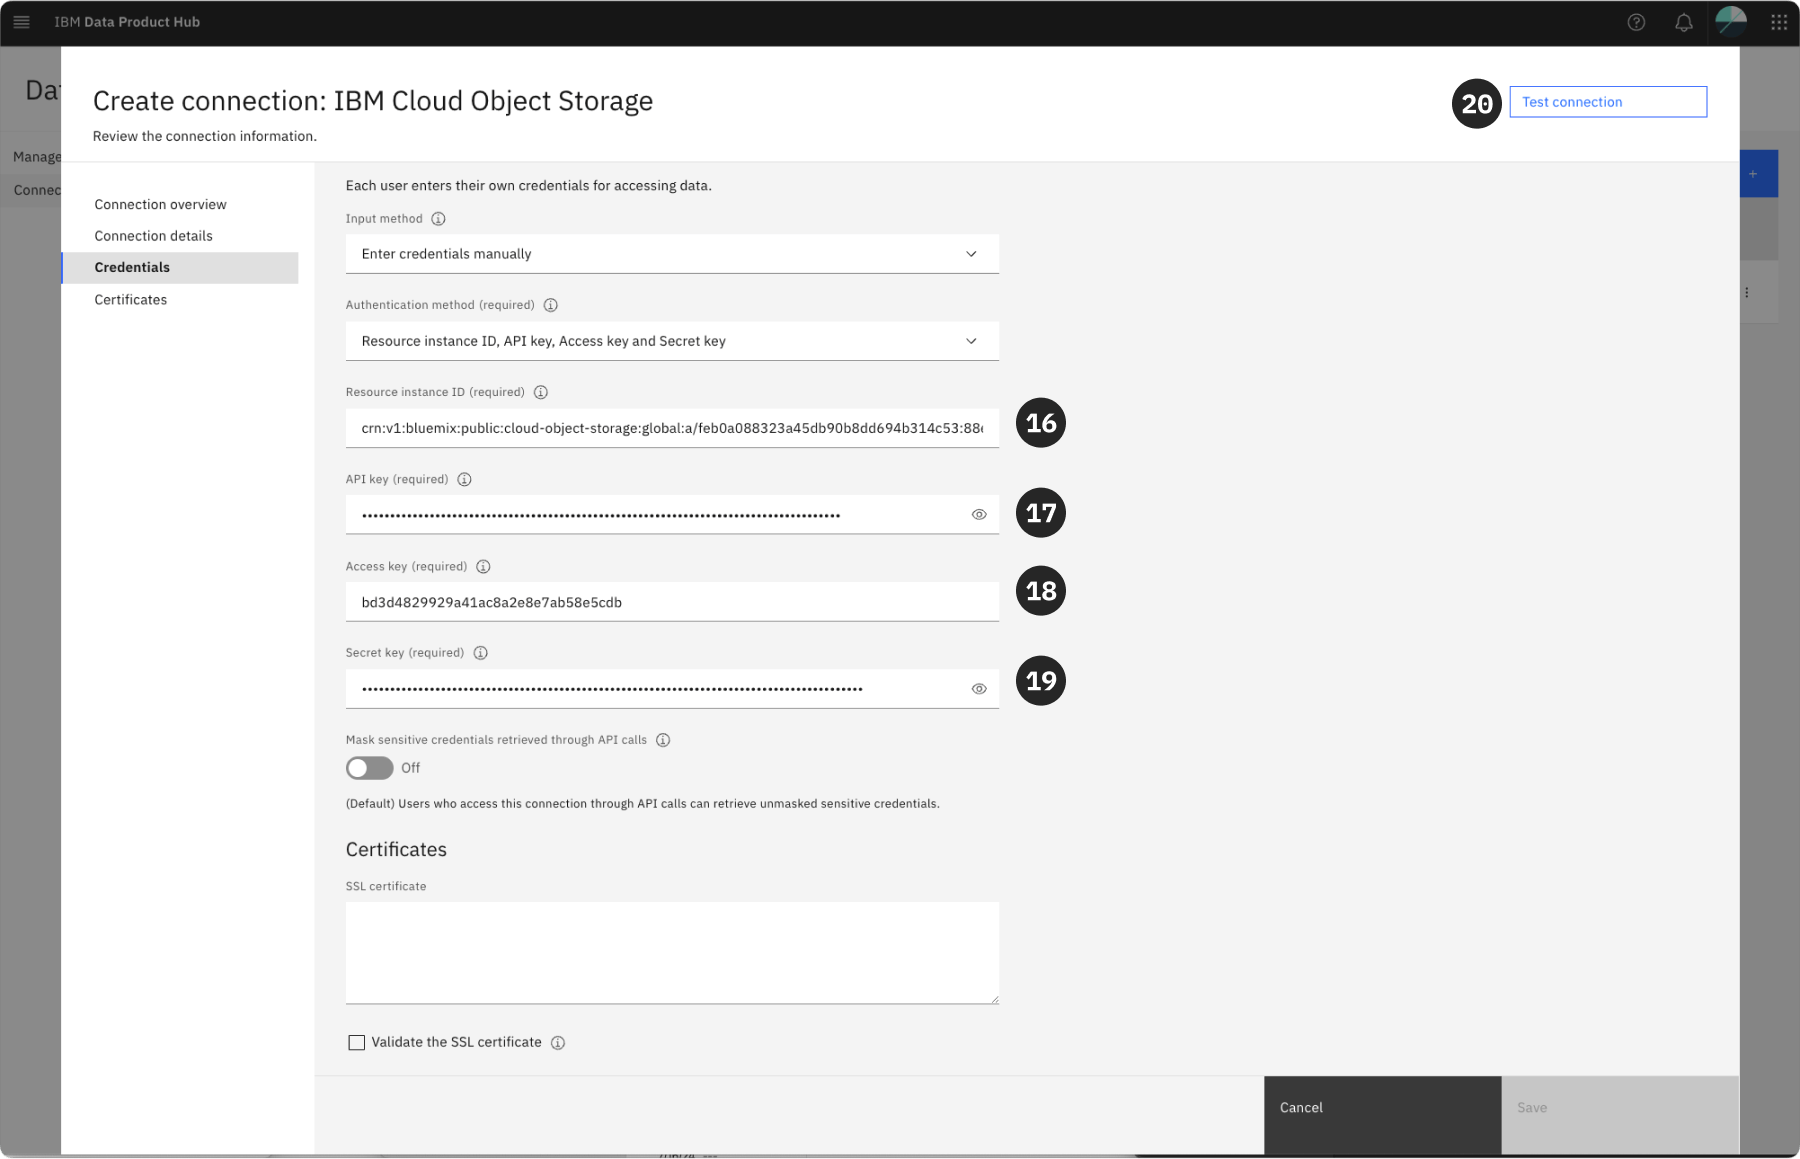 IBM Data Product Hub
Create connection: IBM Cloud Object Storage
Review the connection information.
20
Test connection
Manage
Connec
Connection overview
Connection details
Credentials
Certificates
Each user enters their own credentials for accessing data.
Input method
Enter credentials manually
Authentication method (required)
Resource instance ID, API key, Access key and Secret key
Resource instance ID (required)
crn:v1:bluemix:public:cloud-object-storage:global:a/feb0a088323a45db90b8dd694b314c53:88
16
API key (required)
17
Access key (required)
bd3d4829929a41ac8a2e8e7ab58e5cdb
18
Secret key (required)
19
Mask sensitive credentials retrieved through API calls
Off
(Default) Users who access this connection through API calls can retrieve unmasked sensitive credentials.
Certificates
SSL certificate
Validate the SSL certificate
Cancel
Save